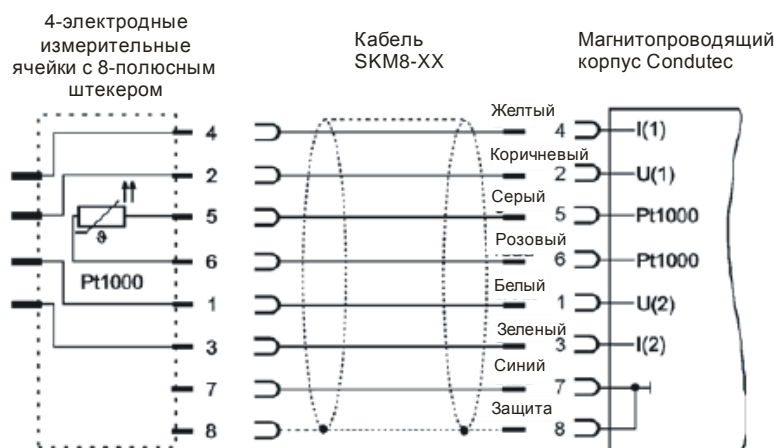 4-электродные
измерительные
ячейки с 8-полюсным
штекером
Кабель
SKM8-XX
Магнитопроводящий
корпус Condutec
4
Желтый
4
I(1)
2
Коричневый
2
U(1)
5
Серый
5
Pt1000
ϑ
6
Розовый
6
Pt1000
Pt1000
1
Белый
1
U(2)
3
Зеленый
3
I(2)
7
Синий
7
8
Защита
8